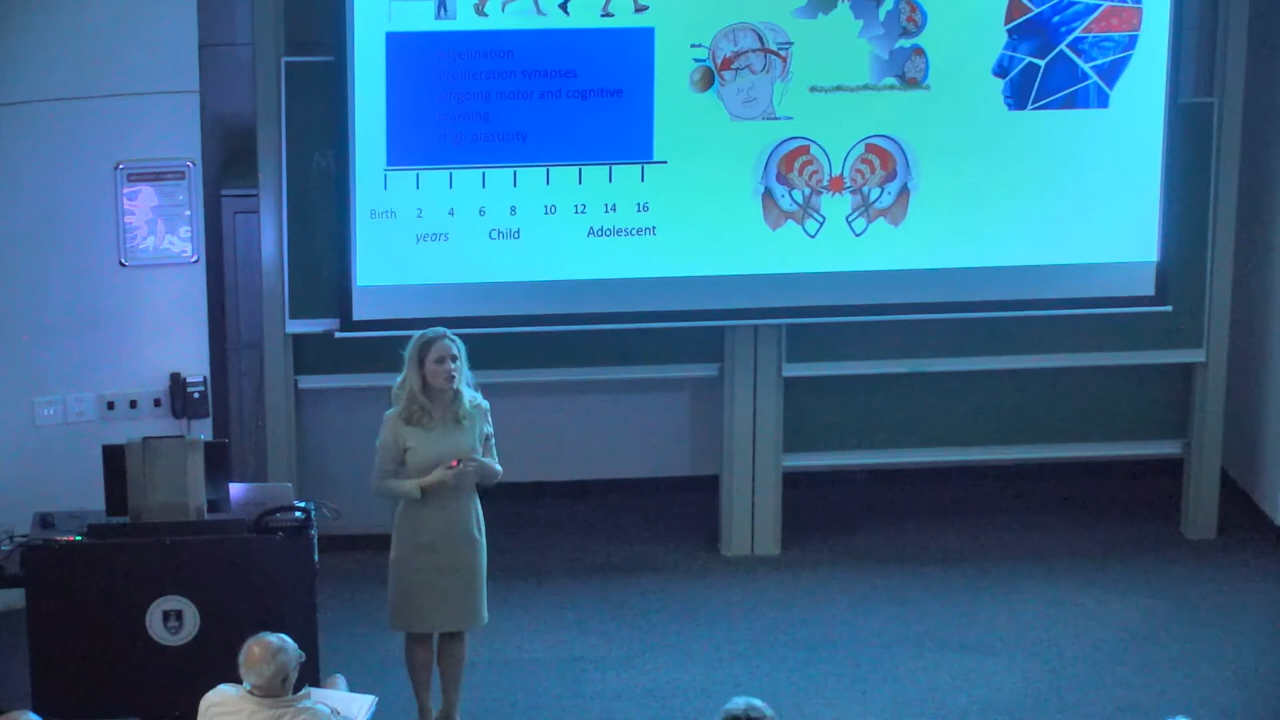 Myelination
Proliferation synapses
Ongoing motor and cognitive
learning
High plasticity
Birth 2 4 6 8 10 12 14 16
years Child Adolescent